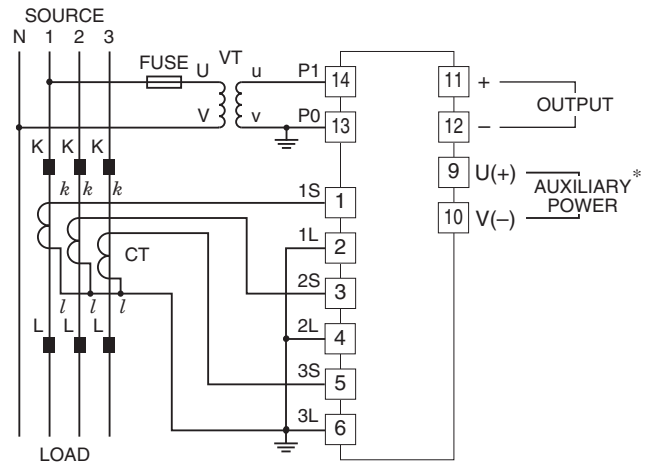 SOURCE
N 1 2 3
FUSE
VT
U u P1 14
V v P0 13
11 +
OUTPUT
12 –
K K K
k k k
9 U(+)
AUXILIARY*
POWER
10 V(–)
1S 1
1L 2
CT
2S 3
l l l
L L L
2L 4
3S 5
3L 6
LOAD